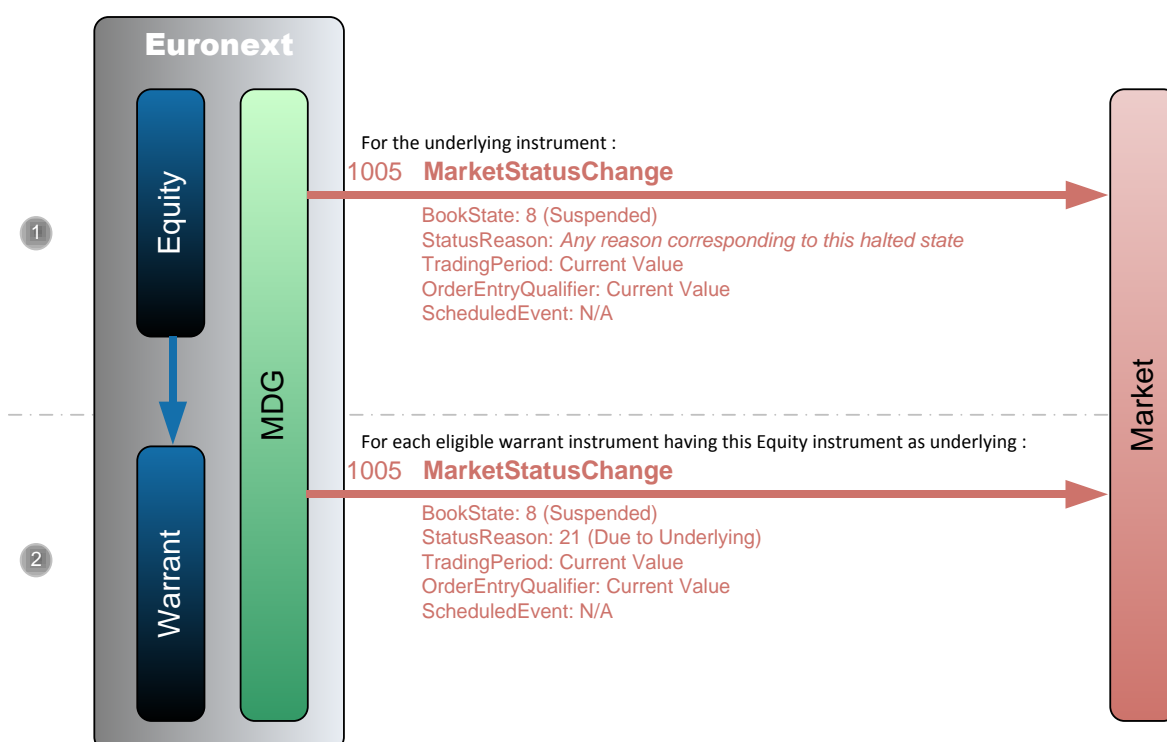 Euronext
Equity
MDG
Market
1
For the underlying instrument :
1005 MarketStatusChange
BookState: 8 (Suspended)
StatusReason: Any reason corresponding to this halted state
TradingPeriod: Current Value
OrderEntryQualifier: Current Value
ScheduledEvent: N/A
Warrant
2
For each eligible warrant instrument having this Equity instrument as underlying :
1005 MarketStatusChange
BookState: 8 (Suspended)
StatusReason: 21 (Due to Underlying)
TradingPeriod: Current Value
OrderEntryQualifier: Current Value
ScheduledEvent: N/A